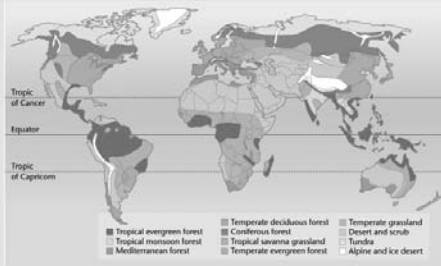 Tropic
of Cancer
Equator
Tropic
of Capricorn
Tropical evergreen forest
Tropical monsoon forest
Mediterranean forest
Temperate deciduous forest
Coniferous forest
Tropical savanna grassland
Temperate evergreen forest
Temperate grassland
Desert and scrub
Tundra
Alpine and ice desert